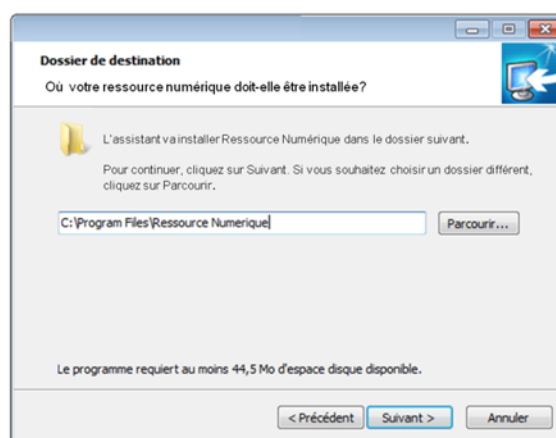 Dossier de destination
Où votre ressource numérique doit-elle être installée?
L'assistant va installer Ressource Numérique dans le dossier suivant.
Pour continuer, cliquez sur Suivant. Si vous souhaitez choisir un dossier différent,
cliquez sur Parcourir.
C:\Program Files\Ressource Numerique
Parcourir...
Le programme requiert au moins 44,5 Mo d'espace disque disponible.
< Précédent
Suivant >
Annuler